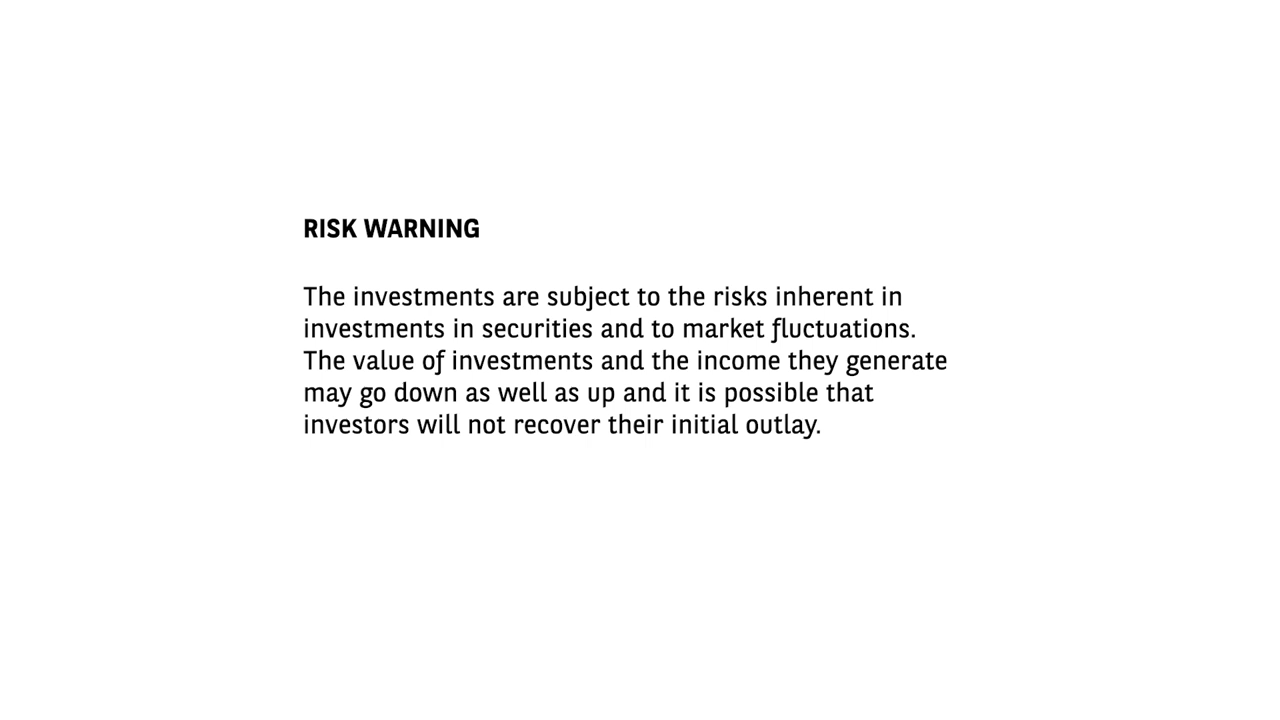 RISK WARNING
The investments are subject to the risks inherent in
investments in securities and to market fluctuations.
The value of investments and the income they generate
may go down as well as up and it is possible that
investors will not recover their initial outlay.